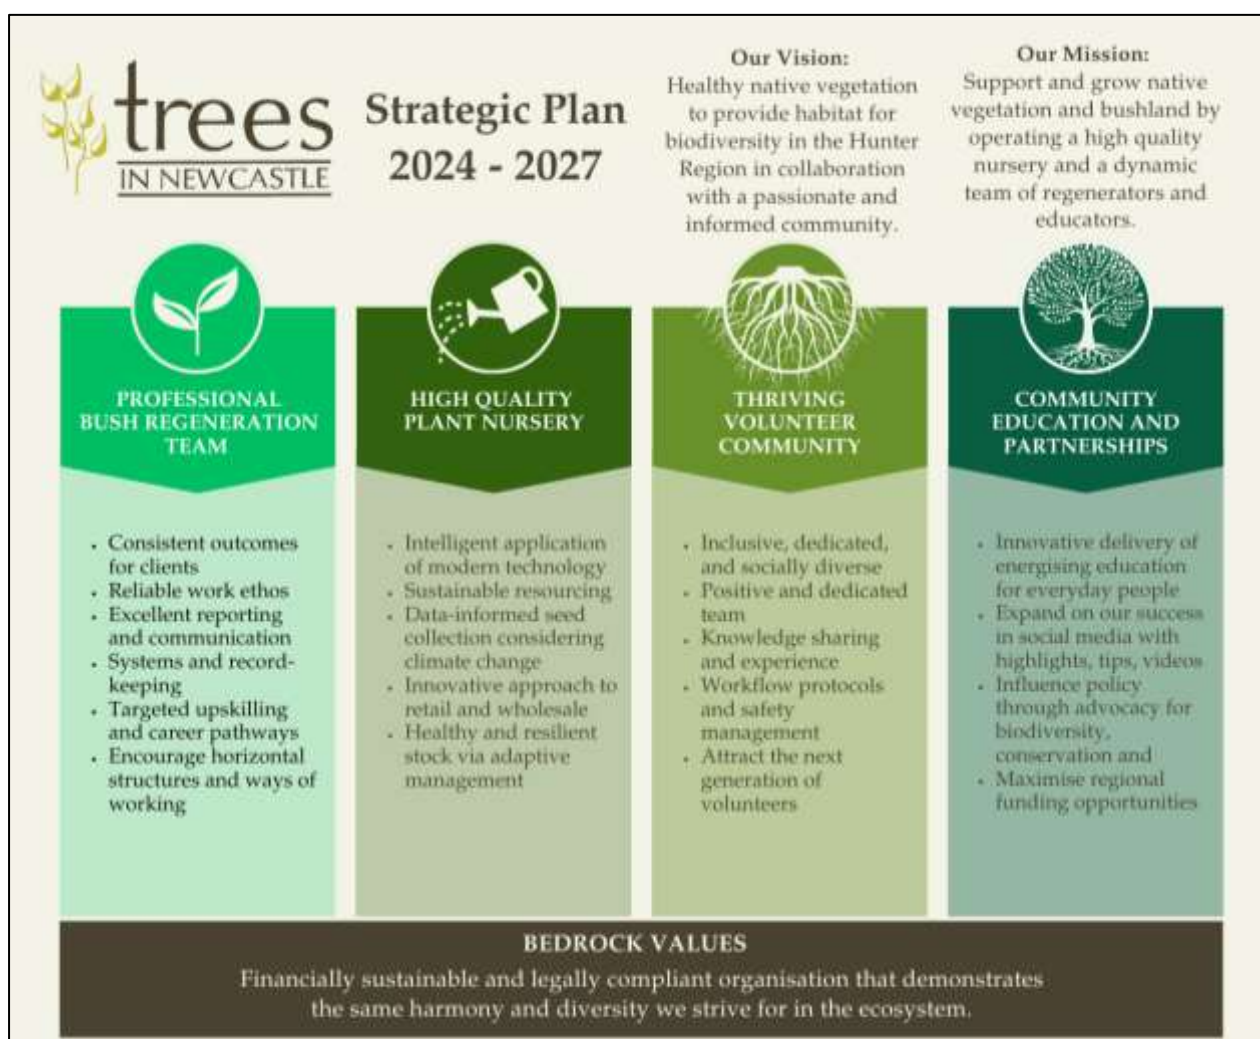 trees
IN NEWCASTLE
Strategic Plan
2024 - 2027
Our Vision:
Healthy native vegetation
to provide habitat for
biodiversity in the Hunter
Region in collaboration
with a passionate and
informed community.
Our Mission:
Support and grow native
vegetation and bushland by
operating a high quality
nursery and a dynamic
team of regenerators and
educators.
PROFESSIONAL
BUSH REGENERATION
TEAM
• Consistent outcomes
for clients
• Reliable work ethos
• Excellent reporting
and communication
• Systems and record-
keeping
• Targeted upskilling
and career pathways
• Encourage horizontal
structures and ways of
working
HIGH QUALITY
PLANT NURSERY
• Intelligent application
of modern technology
• Sustainable resourcing
• Data-informed seed
collection considering
climate change
• Innovative approach to
retail and wholesale
• Healthy and resilient
stock via adaptive
management
THRIVING
VOLUNTEER
COMMUNITY
• Inclusive, dedicated,
and socially diverse
• Positive and dedicated
team
• Knowledge sharing
and experience
• Workflow protocols
and safety
management
• Attract the next
generation of
volunteers
COMMUNITY
EDUCATION AND
PARTNERSHIPS
• Innovative delivery of
energising education
for everyday people
• Expand on our success
in social media with
highlights, tips, videos
• Influence policy
through advocacy for
biodiversity,
conservation and
• Maximise regional
funding opportunities
BEDROCK VALUES
Financially sustainable and legally compliant organisation that demonstrates
the same harmony and diversity we strive for in the ecosystem.